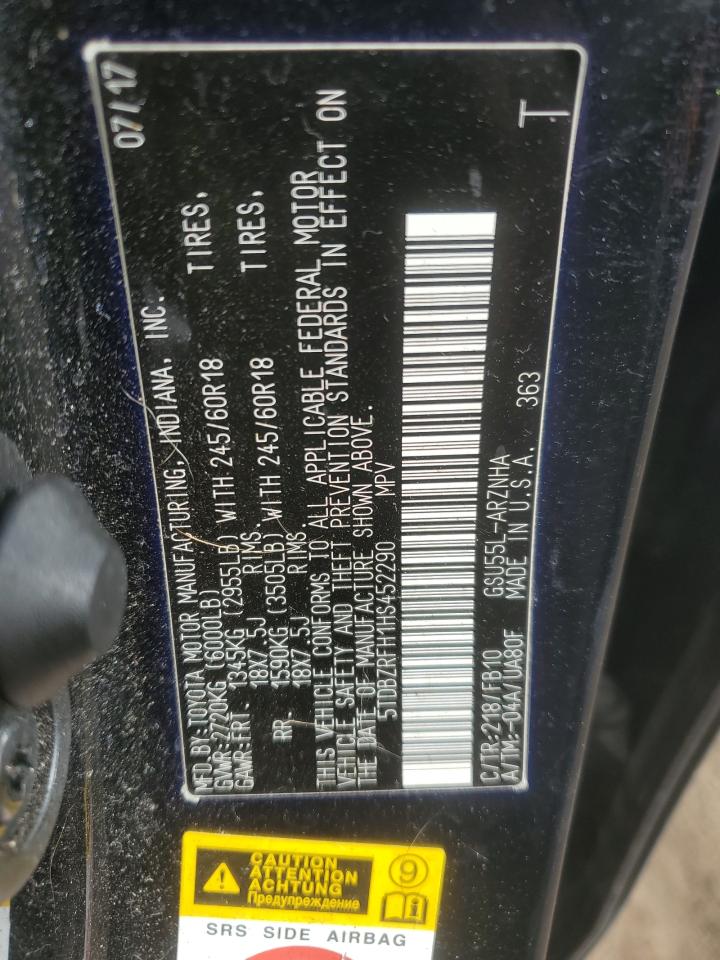 MFD.BY:TOYOTA MOTOR MANUFACTURING, INDIANA, INC. 07/17
GVWR:2720KG (6000LB)
GAWR:FRT- 1345KG (2955LB) WITH 245/60R18 TIRES,
18X7.5J RIMS.
RR- 1590KG (3505LB) WITH 245/60R18 TIRES,
18X7.5J RIMS.
THIS VEHICLE CONFORMS TO ALL APPLICABLE FEDERAL MOTOR
VEHICLE SAFETY AND THEFT PREVENTION STANDARDS IN EFFECT ON
THE DATE OF MANUFACTURE SHOWN ABOVE.
5TDBZRFH1HS452290 MPV
C/TR:218/FB10 GSU55L-ARZNHA
A/TM:-04A/UA80F MADE IN U.S.A. 363 T
CAUTION
ATTENTION
ACHTUNG
Предупреждение
9
i
SRS SIDE AIRBAG